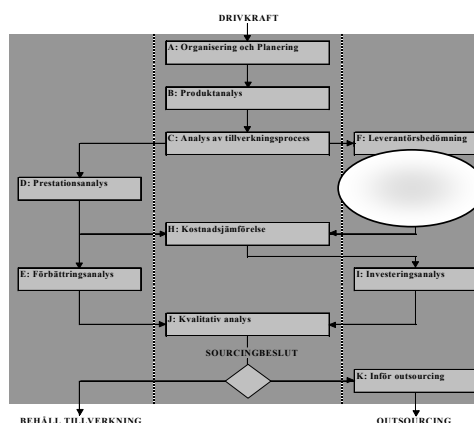 DRIVKRAFT
A: Organisering och Planering
B: Produktanalys
C: Analys av tillverkningsprocess
F: Leverantörsbedömning
D: Prestationsanalys
H: Kostnadsjämförelse
E: Förbättringsanalys
I: Investeringsanalys
J: Kvalitativ analys
SOURCINGBESLUT
K: Inför outsourcing
BEHÅLL TILLVERKNING
OUTSOURCING